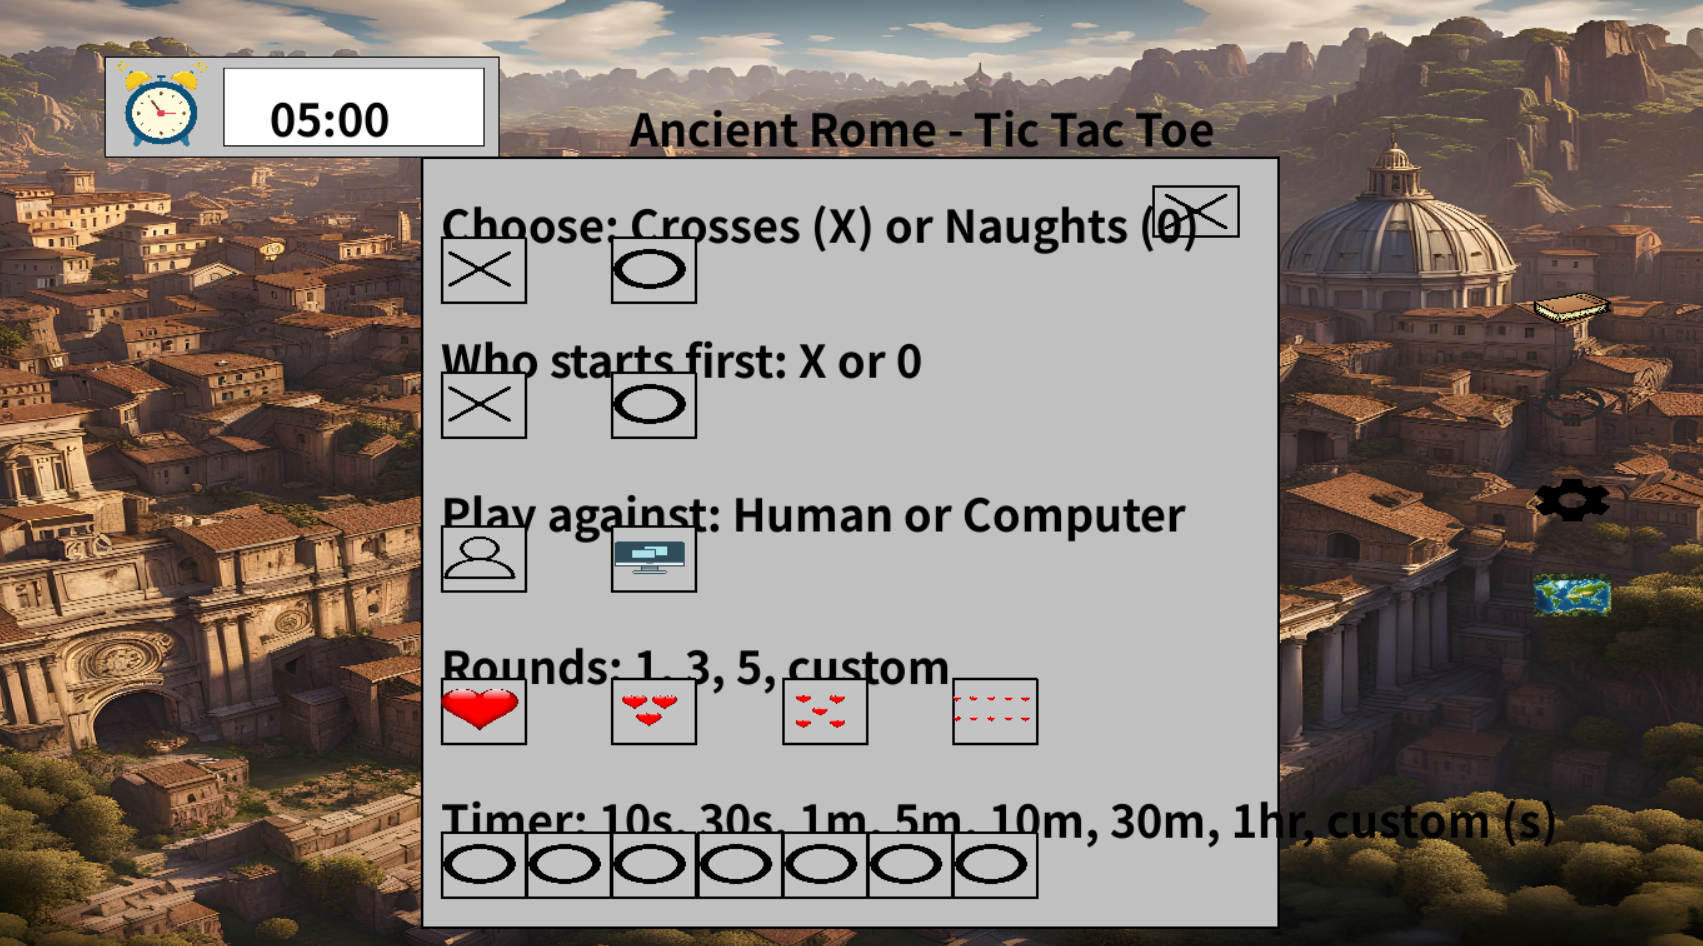 05:00
Ancient Rome - Tic Tac Toe
Choose: Crosses (X) or Naughts (0)
Who starts first: X or 0
Play against: Human or Computer
Rounds: 1, 3, 5, custom
Timer: 10s, 30s, 1m, 5m, 10m, 30m, 1hr, custom (s)